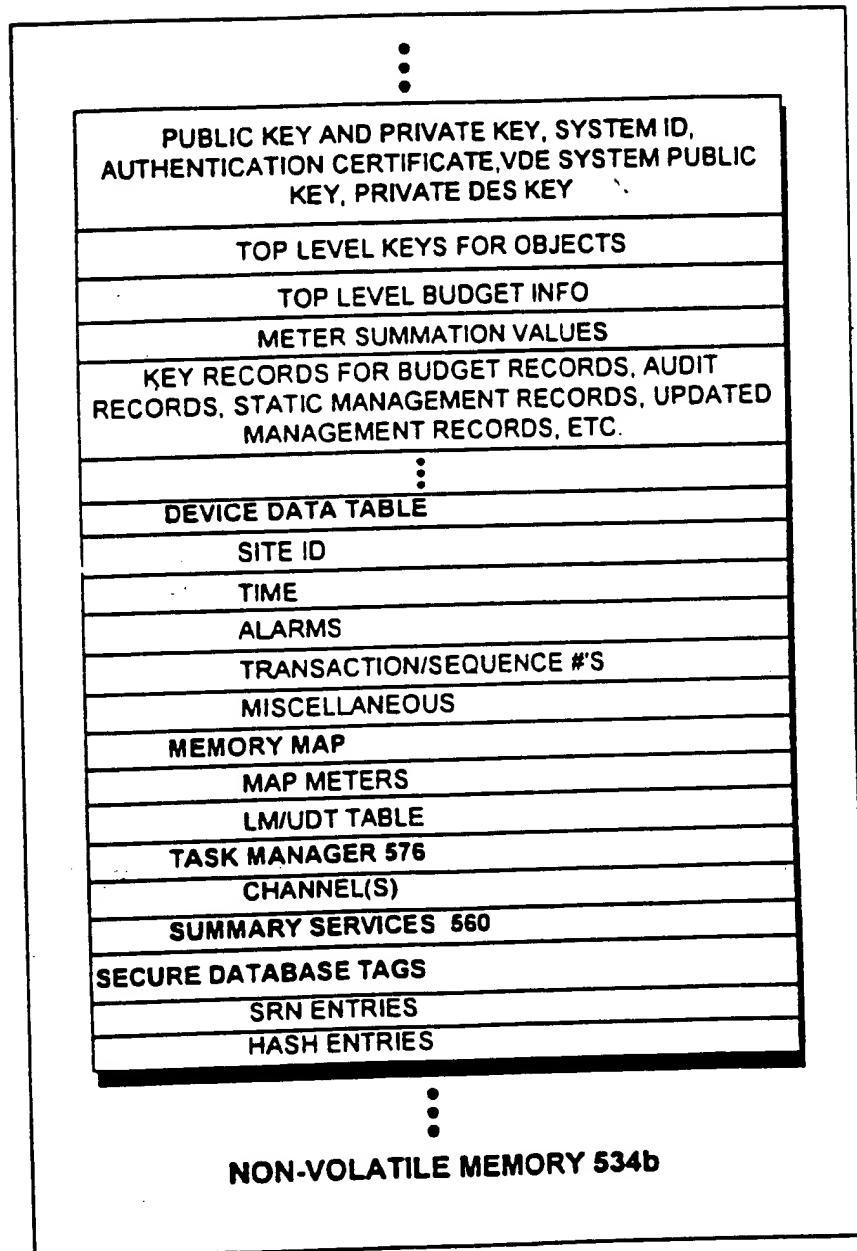 PUBLIC KEY AND PRIVATE KEY, SYSTEM ID,
AUTHENTICATION CERTIFICATE,VDE SYSTEM PUBLIC
KEY, PRIVATE DES KEY
TOP LEVEL KEYS FOR OBJECTS
TOP LEVEL BUDGET INFO
METER SUMMATION VALUES
KEY RECORDS FOR BUDGET RECORDS, AUDIT
RECORDS, STATIC MANAGEMENT RECORDS, UPDATED
MANAGEMENT RECORDS, ETC.
DEVICE DATA TABLE
SITE ID
TIME
ALARMS
TRANSACTION/SEQUENCE #'S
MISCELLANEOUS
MEMORY MAP
MAP METERS
LM/UDT TABLE
TASK MANAGER 576
CHANNEL(S)
SUMMARY SERVICES 560
SECURE DATABASE TAGS
SRN ENTRIES
HASH ENTRIES
NON-VOLATILE MEMORY 534b